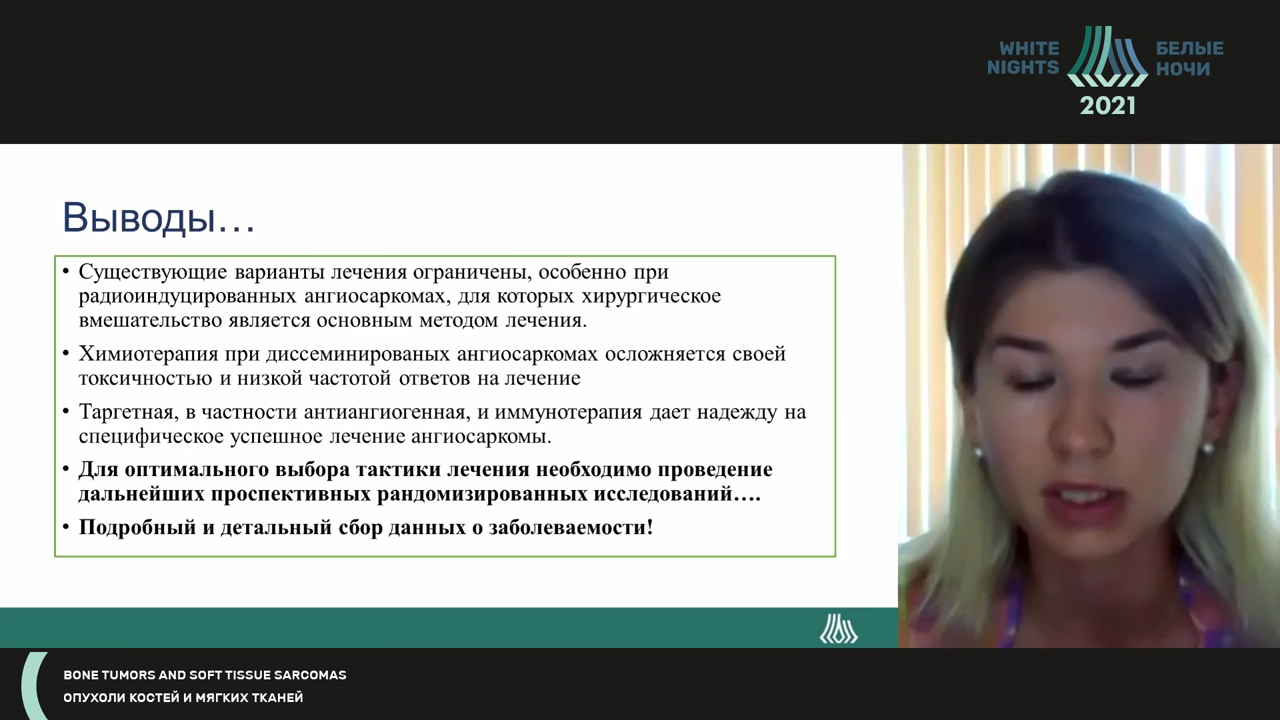 WHITE
NIGHTS
БЕЛЫЕ
НОЧИ
2021
Выводы…
• Существующие варианты лечения ограничены, особенно при
радиоиндуцированных ангиосаркомах, для которых хирургическое
вмешательство является основным методом лечения.
• Химиотерапия при диссеминированых ангиосаркомах осложняется своей
токсичностью и низкой частотой ответов на лечение
• Таргетная, в частности антиангиогенная, и иммунотерапия дает надежду на
специфическое успешное лечение ангиосаркомы.
• Для оптимального выбора тактики лечения необходимо проведение
дальнейших проспективных рандомизированных исследований….
• Подробный и детальный сбор данных о заболеваемости!
BONE TUMORS AND SOFT TISSUE SARCOMAS
ОПУХОЛИ КОСТЕЙ И МЯГКИХ ТКАНЕЙ